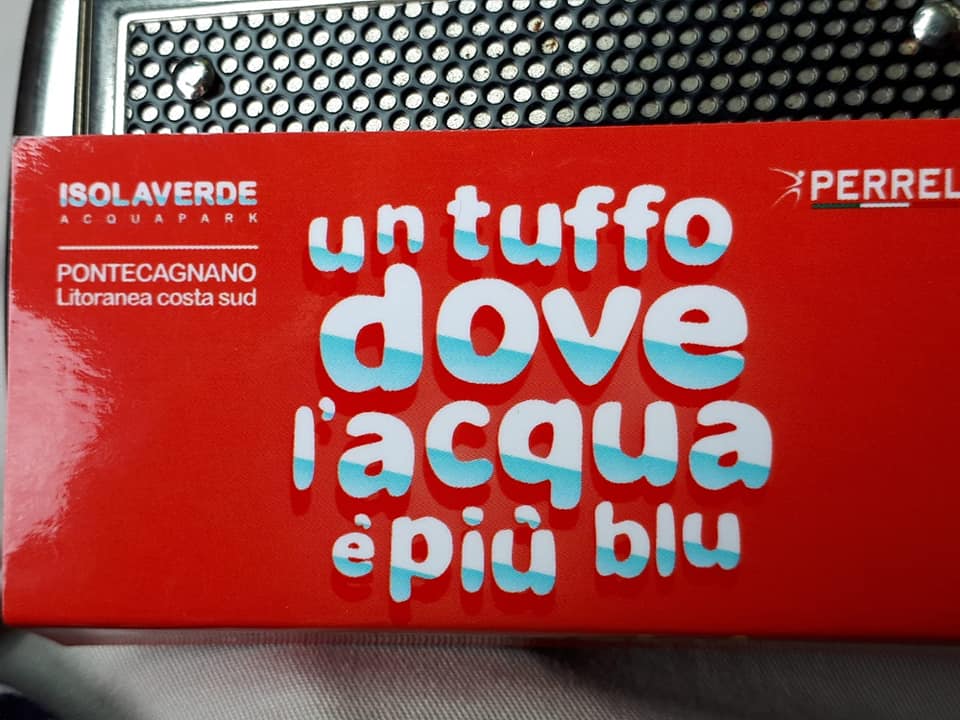 ISOLAVERDE
ACQUAPARK
PONTECAGNANO
Litoranea costa sud
PERREL
un tuffo
dove
l'acqua
è più blu